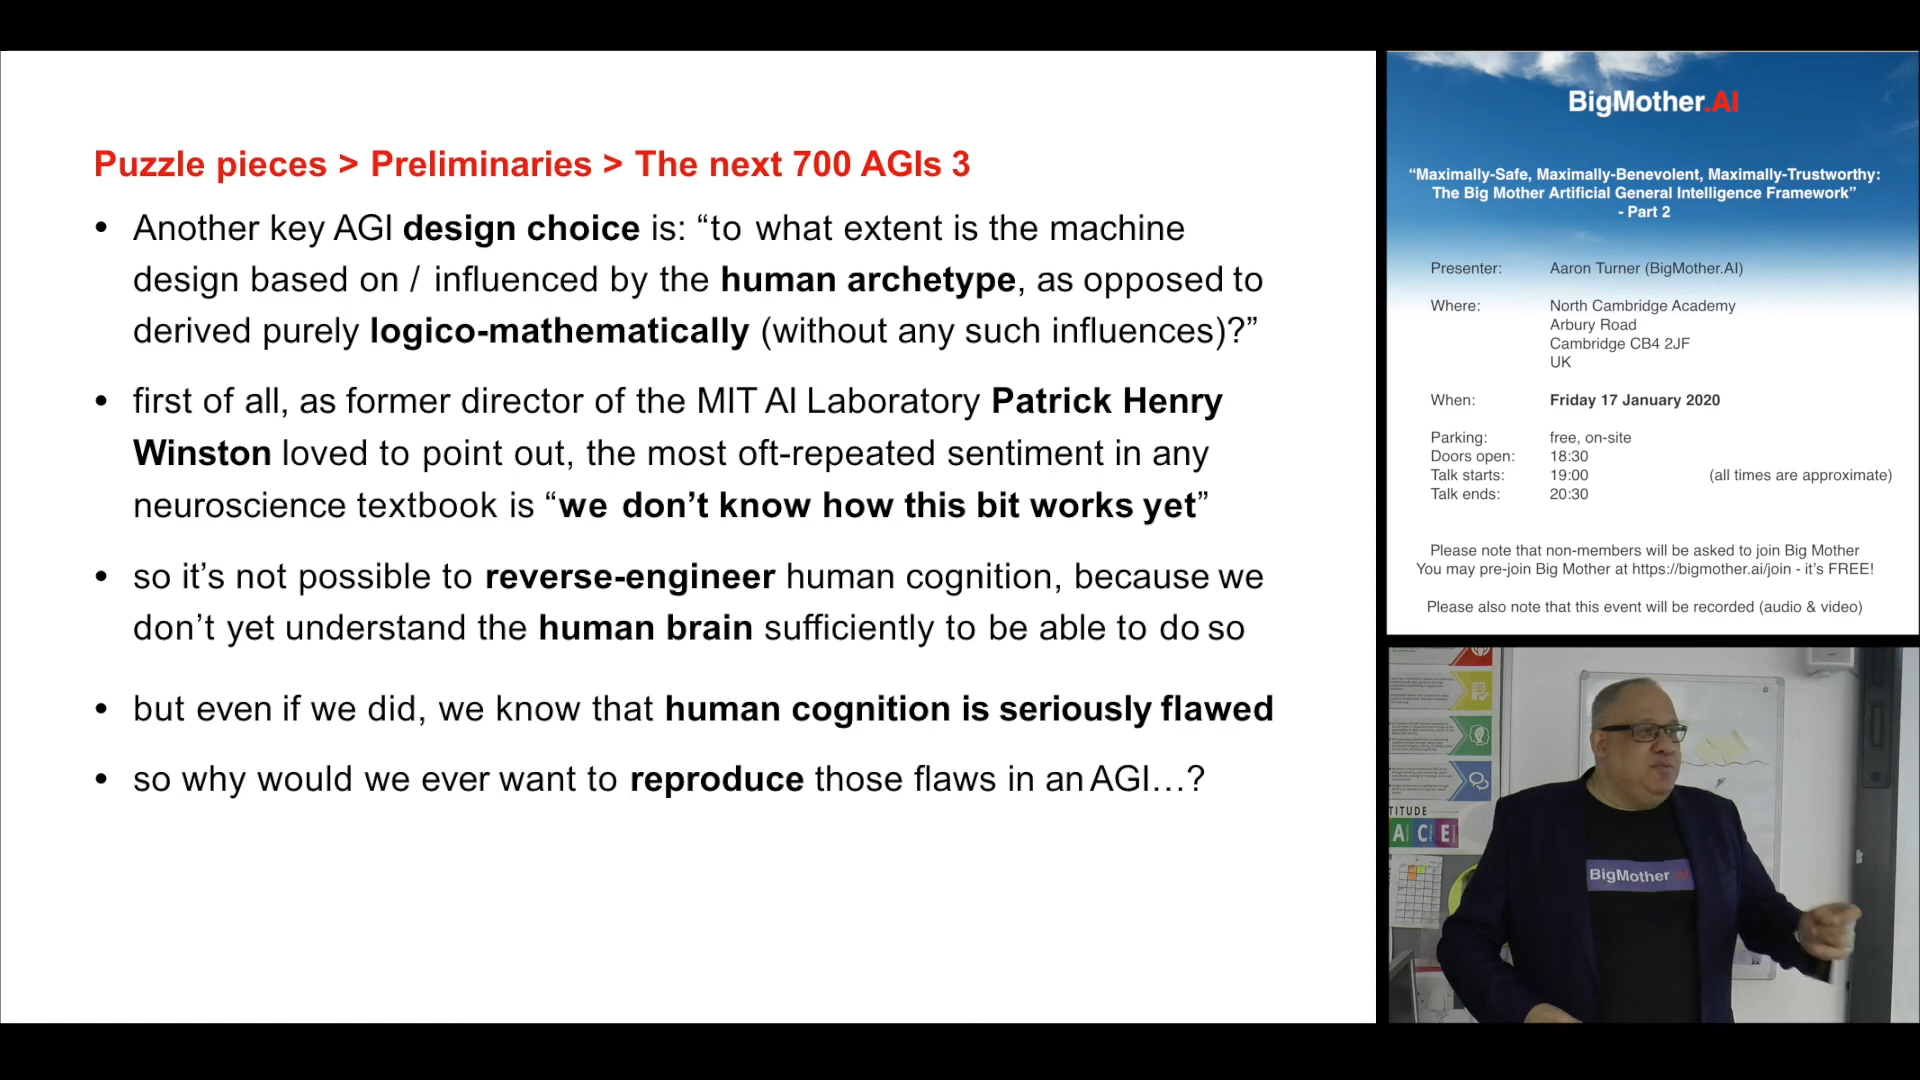 Puzzle pieces > Preliminaries > The next 700 AGIs 3
• Another key AGI design choice is: “to what extent is the machine
design based on / influenced by the human archetype, as opposed to
derived purely logico-mathematically (without any such influences)?”
• first of all, as former director of the MIT AI Laboratory Patrick Henry
Winston loved to point out, the most oft-repeated sentiment in any
neuroscience textbook is “we don’t know how this bit works yet”
• so it’s not possible to reverse-engineer human cognition, because we
don’t yet understand the human brain sufficiently to be able to do so
• but even if we did, we know that human cognition is seriously flawed
• so why would we ever want to reproduce those flaws in an AGI…?
BigMother.AI
“Maximally-Safe, Maximally-Benevolent, Maximally-Trustworthy:
The Big Mother Artificial General Intelligence Framework”
- Part 2
Presenter: Aaron Turner (BigMother.AI)
Where: North Cambridge Academy
Arbury Road
Cambridge CB4 2JF
UK
When: Friday 17 January 2020
Parking: free, on-site
Doors open: 18:30
Talk starts: 19:00 (all times are approximate)
Talk ends: 20:30
Please note that non-members will be asked to join Big Mother
You may pre-join Big Mother at https://bigmother.ai/join - it’s FREE!
Please also note that this event will be recorded (audio & video)
TITUDE
ACE
BigMother.AI